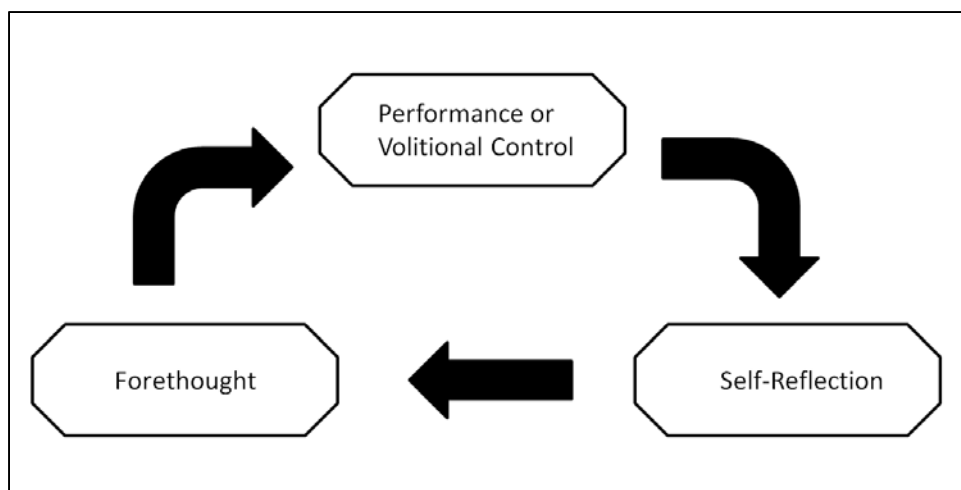 Performance or
Volitional Control
Forethought
Self-Reflection